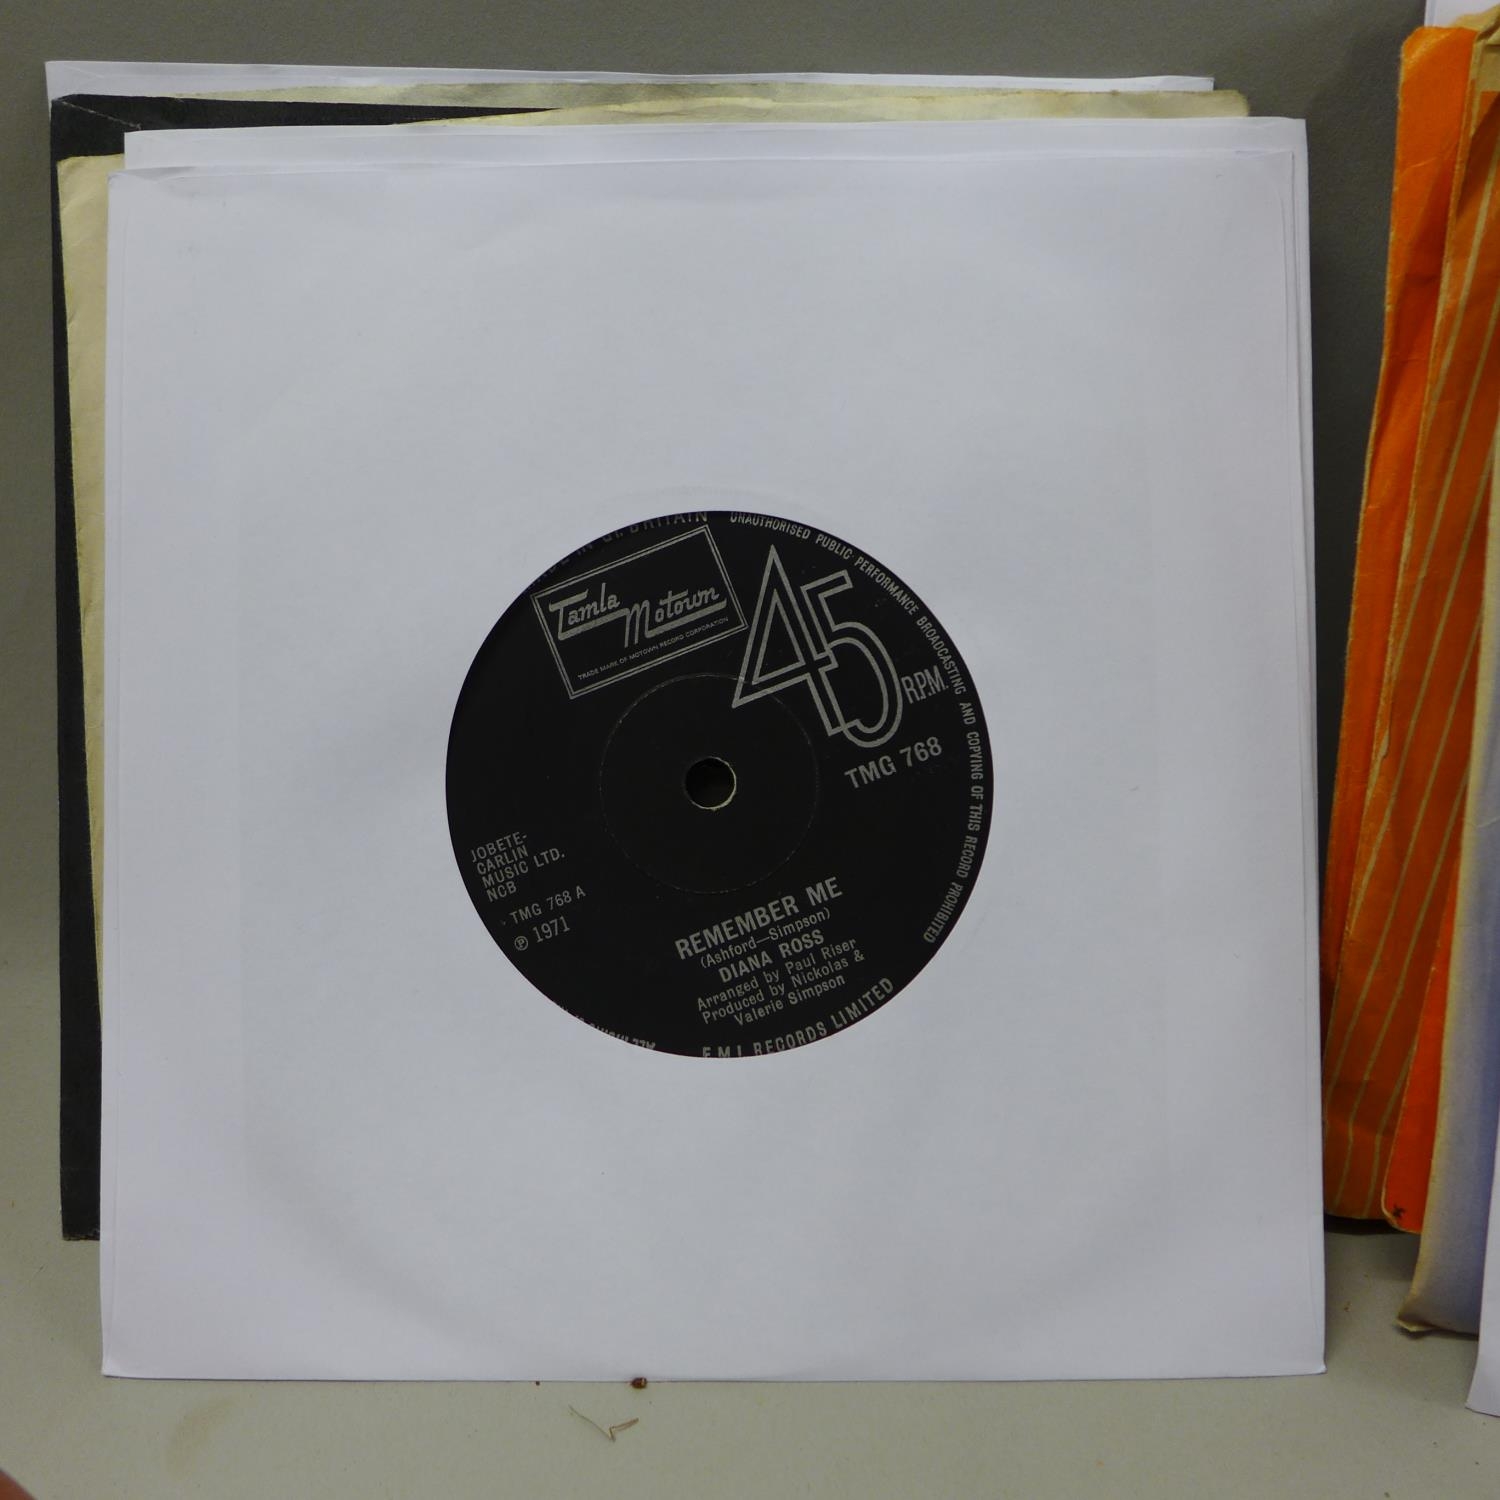 BRITAIN
UNAUTHORISED PUBLIC PERFORMANCE BROADCASTING AND COPYING OF THIS RECORD PROHIBITED
Tamla
Motown
TRADE MARK OF MOTOWN RECORD CORPORATION
45
R.P.M.
TMG 768
JOBETE-
CARLIN
MUSIC LTD.
NCB
TMG 768 A
℗ 1971
REMEMBER ME
(Ashford—Simpson)
DIANA ROSS
Arranged by Paul Riser
Produced by Nickolas &
Valerie Simpson
E.M.I. RECORDS LIMITED